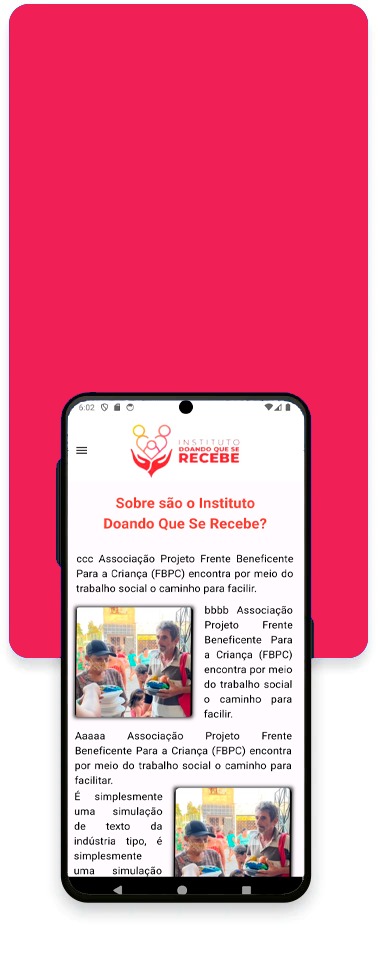 6:02
INSTITUTO
DOANDO QUE SE
RECEBE
Sobre são o Instituto
Doando Que Se Recebe?
ccc Associação Projeto Frente Beneficente
Para a Criança (FBPC) encontra por meio do
trabalho social o caminho para facilir.
bbbb Associação
Projeto Frente
Beneficente Para
a Criança (FBPC)
encontra por meio
do trabalho social
o caminho para
facilir.
Aaaaa Associação Projeto Frente
Beneficente Para a Criança (FBPC) encontra
por meio do trabalho social o caminho para
facilitar.
É simplesmente
uma simulação
de texto da
indústria tipo, é
simplesmente
uma simulação